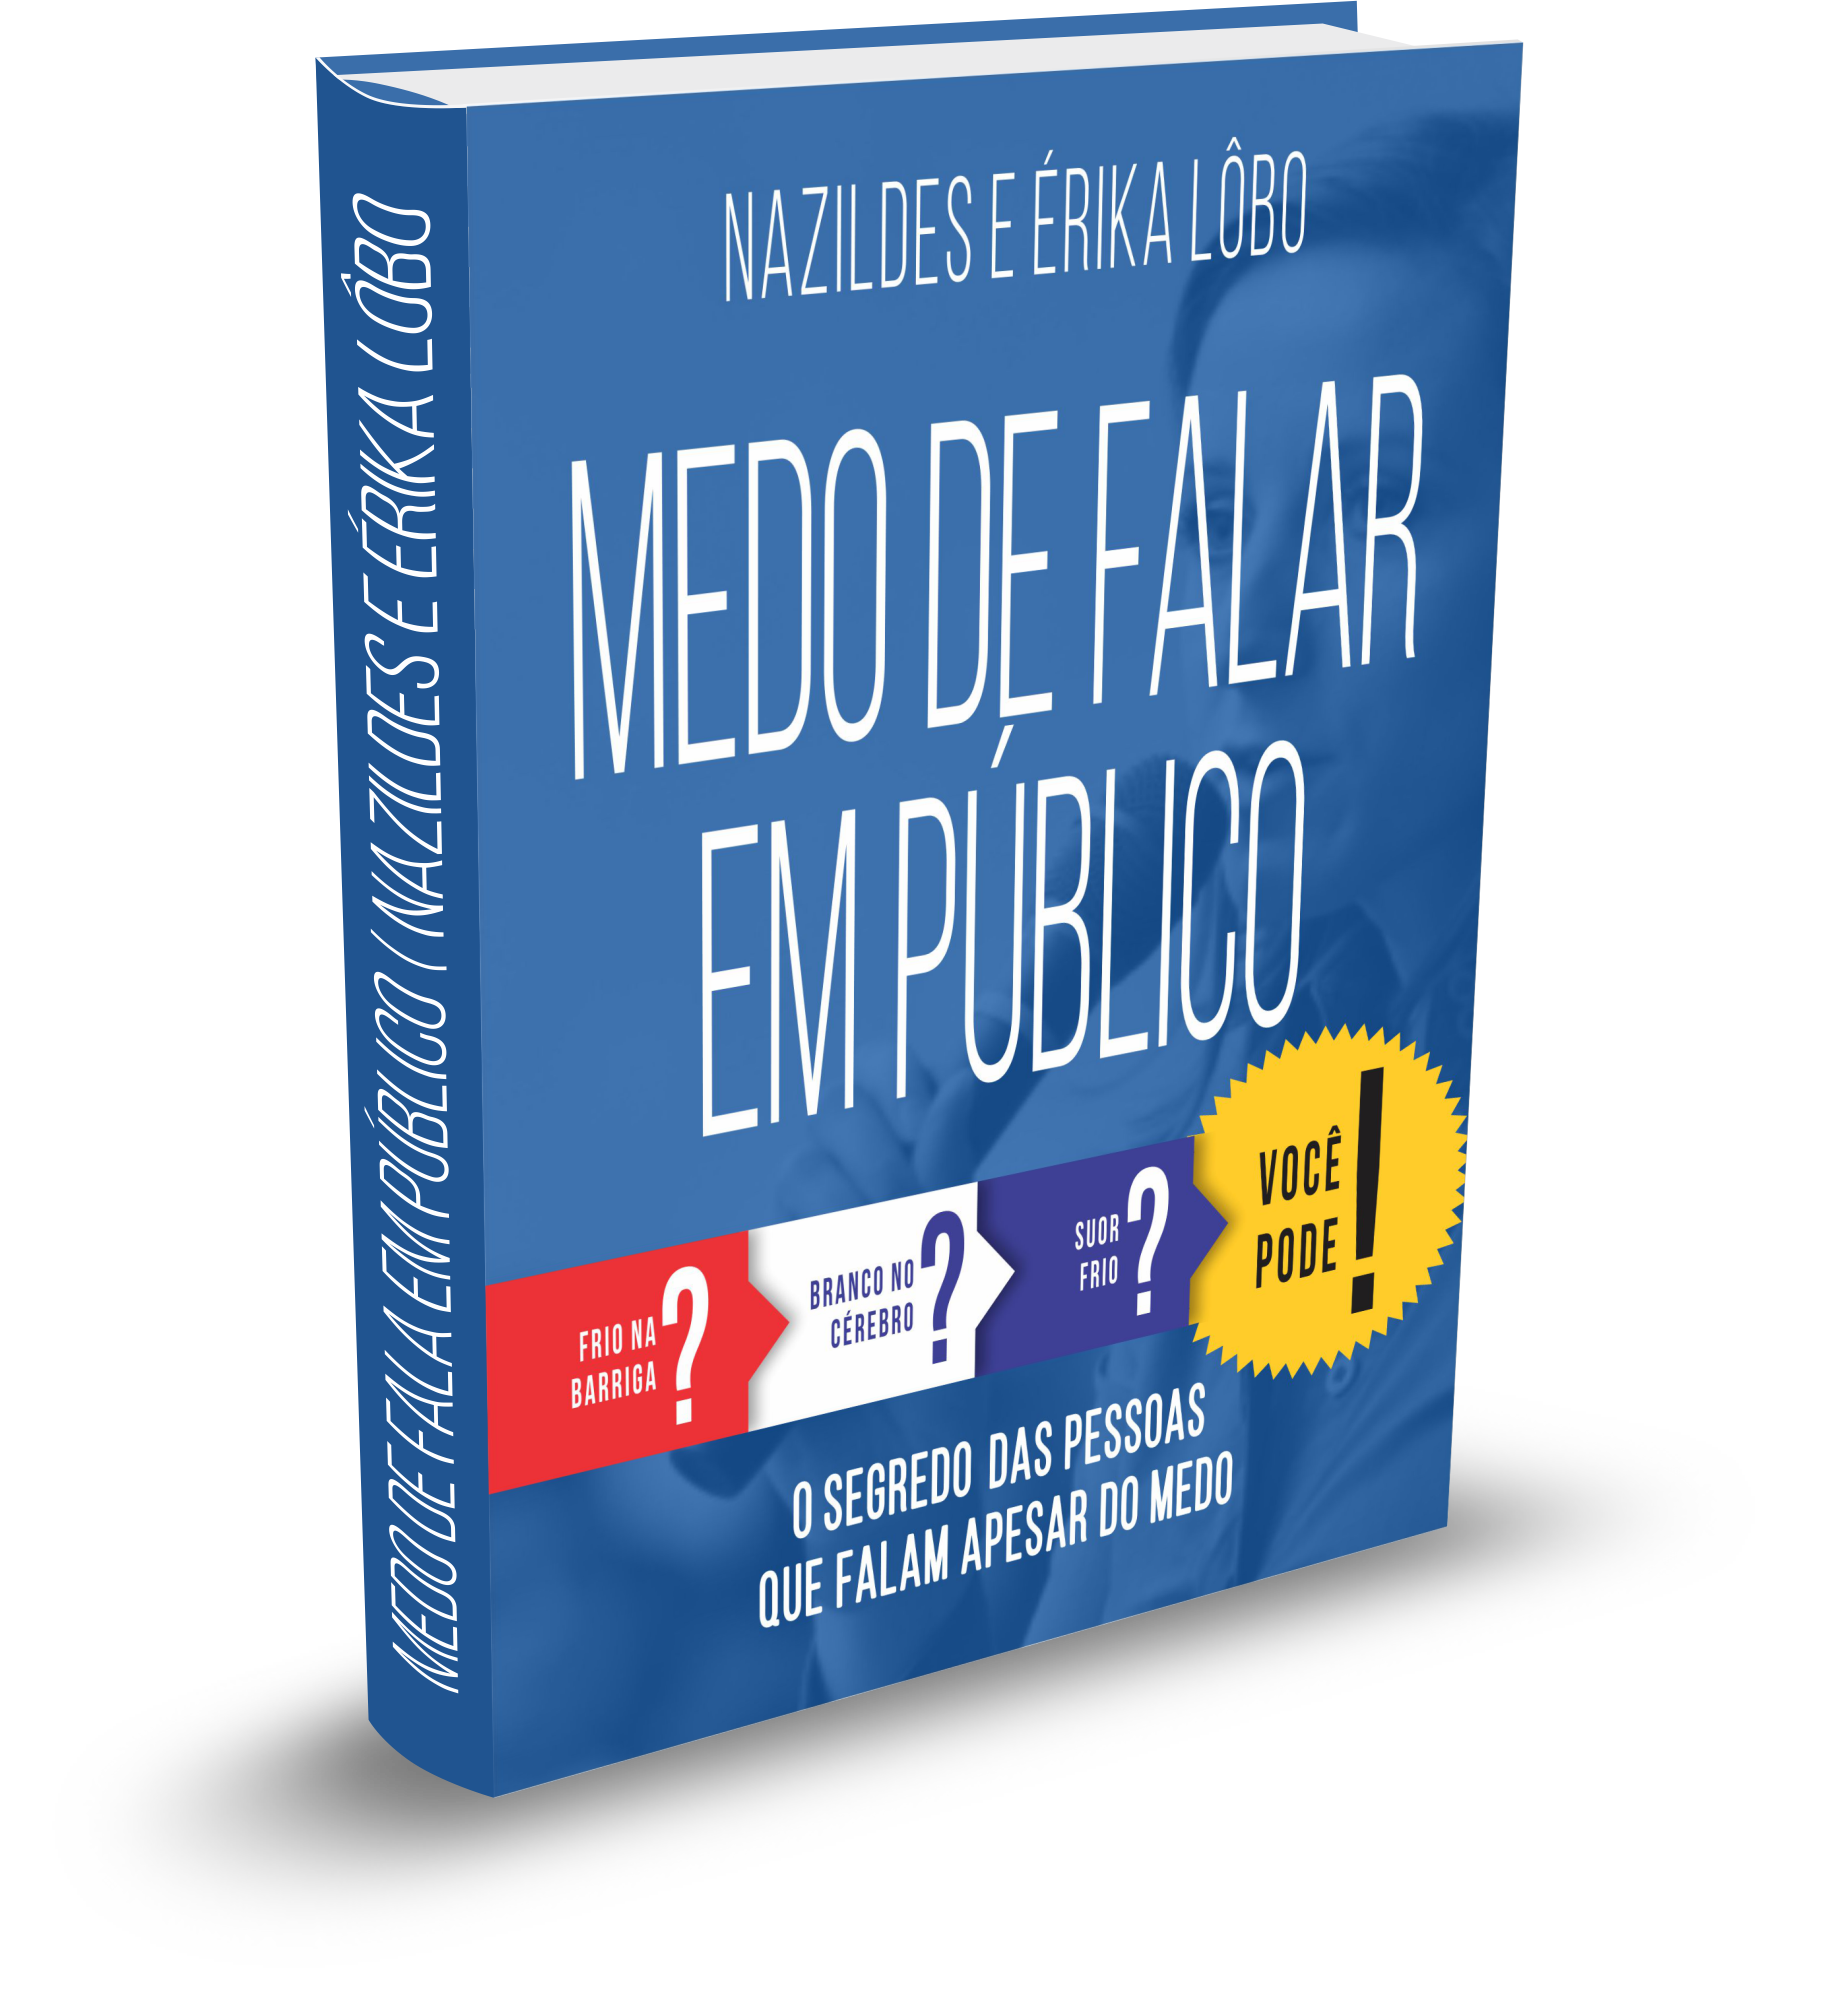 NAZILDES E ÉRIKA LÔBO
MEDO DE FALAR
EM PÚBLICO
FRIO NA
BARRIGA?
BRANCO NO
CÉREBRO?
SUOR
FRIO?
VOCÊ
PODE!
O SEGREDO DAS PESSOAS
QUE FALAM APESAR DO MEDO
MEDO DE FALA EM PÚBLICO / NAZILDES E ÉRIKA LÔBO